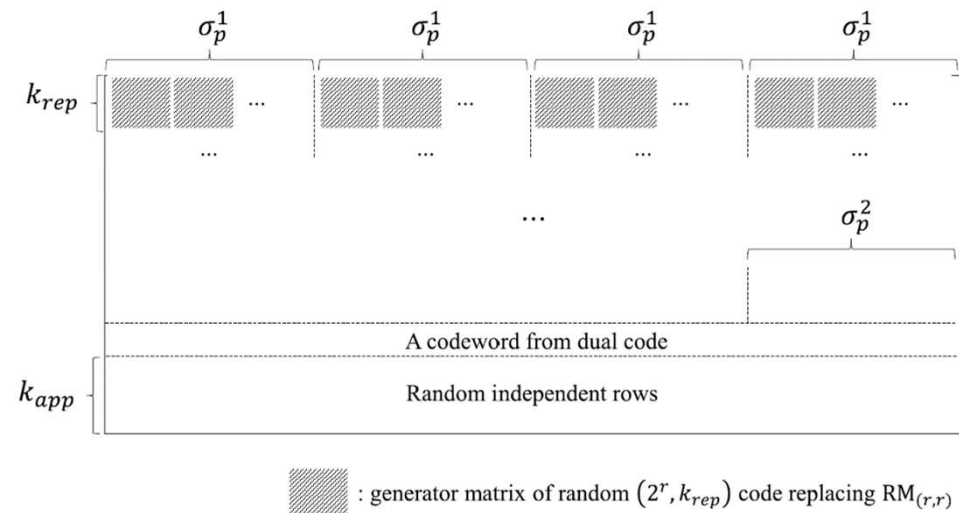 σ_p^1 σ_p^1 σ_p^1 σ_p^1
k_rep
... ... ... ...
... ... ... ...
...
σ_p^2
A codeword from dual code
k_app
Random independent rows
: generator matrix of random (2^r, k_rep) code replacing RM_(r,r)